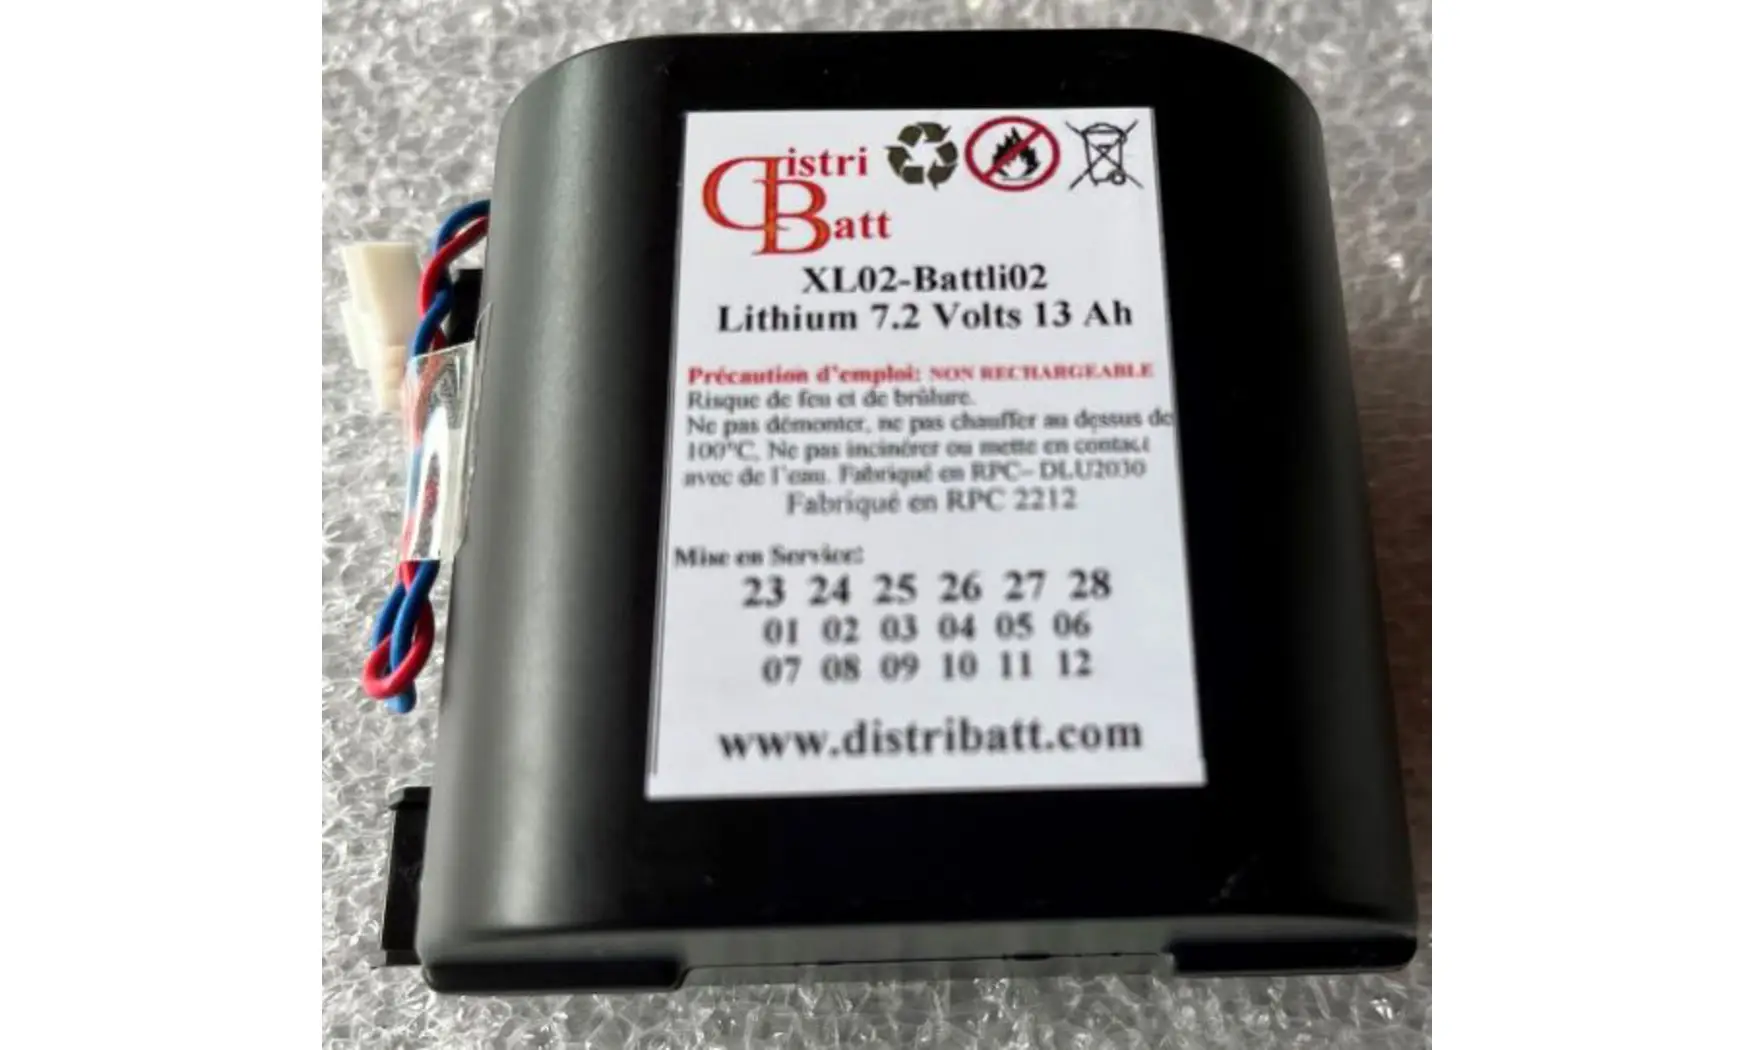 Distri
Batt
XL02-Battli02
Lithium 7.2 Volts 13 Ah
Précaution d'emploi: NON RECHARGEABLE
Risque de feu et de brûlure.
Ne pas démonter, ne pas chauffer au dessus de
100°C, Ne pas incinérer ou mette en contact
avec de l'eau. Fabriqué en RPC- DLU2030
Fabriqué en RPC 2212
Mise en Service:
23 24 25 26 27 28
01 02 03 04 05 06
07 08 09 10 11 12
www.distribatt.com